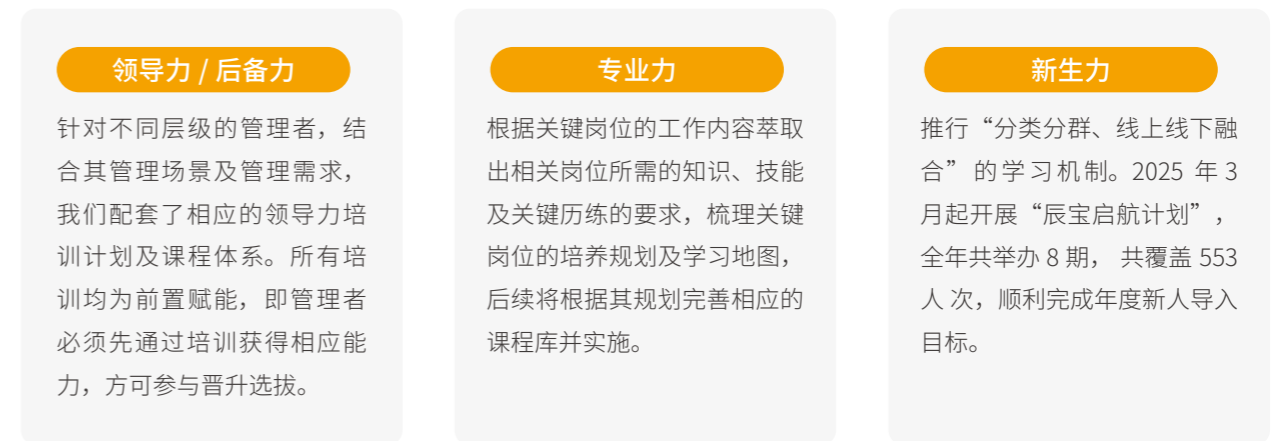 领导力 / 后备力
针对不同层级的管理者，结
合其管理场景及管理需求，
我们配套了相应的领导力培
训计划及课程体系。所有培
训均为前置赋能，即管理者
必须先通过培训获得相应能
力，方可参与晋升选拔。
专业力
根据关键岗位的工作内容萃取
出相关岗位所需的知识、技能
及关键历练的要求，梳理关键
岗位的培养规划及学习地图，
后续将根据其规划完善相应的
课程库并实施。
新生力
推行“分类分群、线上线下融
合”的学习机制。2025 年 3
月起开展“辰宝启航计划”，
全年共举办 8 期， 共覆盖 553
人 次，顺利完成年度新人导入
目标。